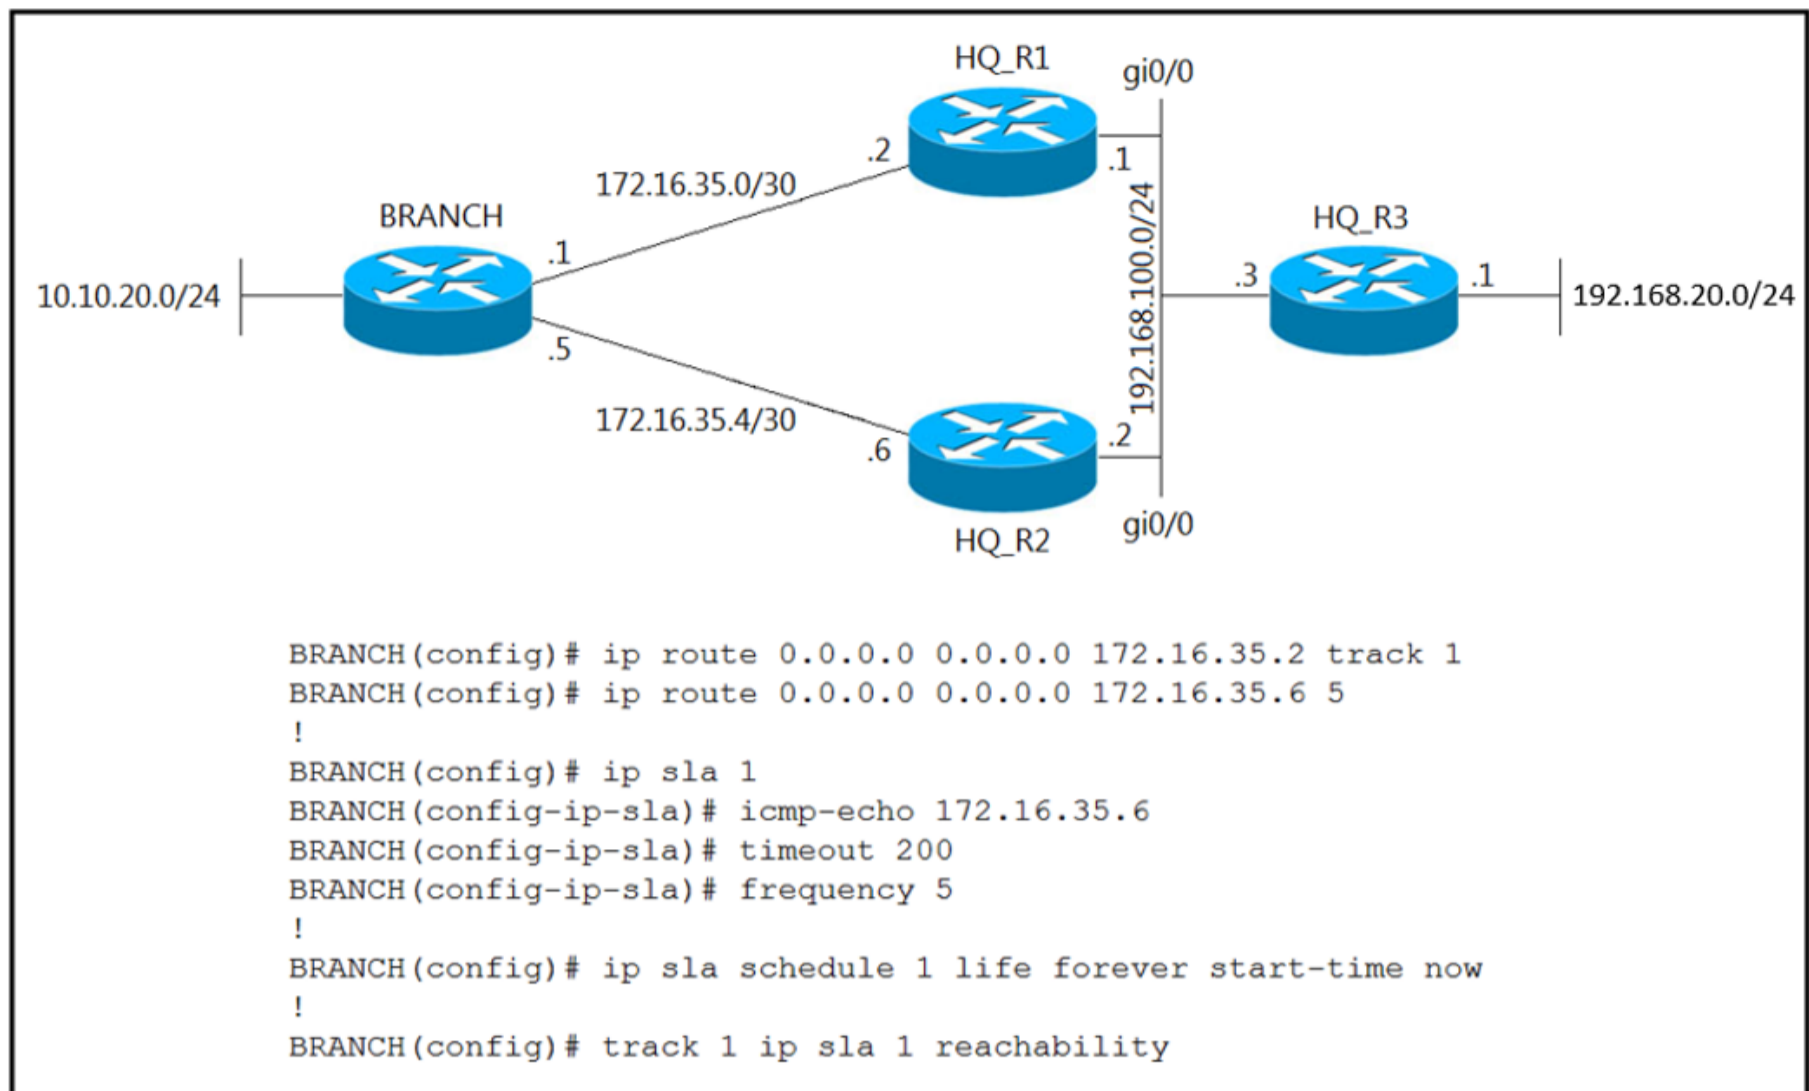 HQ_R1
gi0/0
.2
.1
172.16.35.0/30
BRANCH
.1
192.168.100.0/24
HQ_R3
.3
.1
10.10.20.0/24
192.168.20.0/24
.5
172.16.35.4/30
.6
.2
HQ_R2
gi0/0
BRANCH(config)# ip route 0.0.0.0 0.0.0.0 172.16.35.2 track 1
BRANCH(config)# ip route 0.0.0.0 0.0.0.0 172.16.35.6 5
!
BRANCH(config)# ip sla 1
BRANCH(config-ip-sla)# icmp-echo 172.16.35.6
BRANCH(config-ip-sla)# timeout 200
BRANCH(config-ip-sla)# frequency 5
!
BRANCH(config)# ip sla schedule 1 life forever start-time now
!
BRANCH(config)# track 1 ip sla 1 reachability